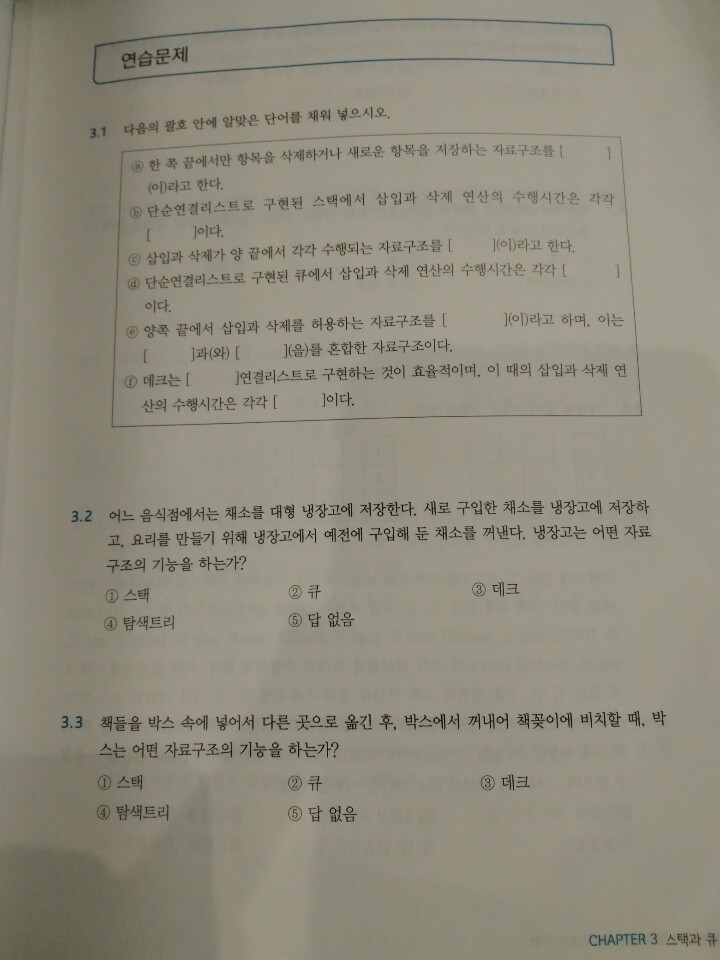 연습문제
3.1 다음의 괄호 안에 알맞은 단어를 채워 넣으시오.
ⓐ 한 쪽 끝에서만 항목을 삭제하거나 새로운 항목을 저장하는 자료구조를 [ ]
(이)라고 한다.
ⓑ 단순연결리스트로 구현된 스택에서 삽입과 삭제 연산의 수행시간은 각각
[ ]이다.
ⓒ 삽입과 삭제가 양 끝에서 각각 수행되는 자료구조를 [ ](이)라고 한다.
ⓓ 단순연결리스트로 구현된 큐에서 삽입과 삭제 연산의 수행시간은 각각 [ ]
이다.
ⓔ 양쪽 끝에서 삽입과 삭제를 허용하는 자료구조를 [ ](이)라고 하며, 이는
[ ]과(와) [ ](을)를 혼합한 자료구조이다.
ⓕ 데크는 [ ]연결리스트로 구현하는 것이 효율적이며, 이 때의 삽입과 삭제 연
산의 수행시간은 각각 [ ]이다.
3.2 어느 음식점에서는 채소를 대형 냉장고에 저장한다. 새로 구입한 채소를 냉장고에 저장하
고, 요리를 만들기 위해 냉장고에서 예전에 구입해 둔 채소를 꺼낸다. 냉장고는 어떤 자료
구조의 기능을 하는가?
① 스택 ② 큐 ③ 데크
④ 탐색트리 ⑤ 답 없음
3.3 책들을 박스 속에 넣어서 다른 곳으로 옮긴 후, 박스에서 꺼내어 책꽂이에 비치할 때, 박
스는 어떤 자료구조의 기능을 하는가?
① 스택 ② 큐 ③ 데크
④ 탐색트리 ⑤ 답 없음
CHAPTER 3 스택과 큐